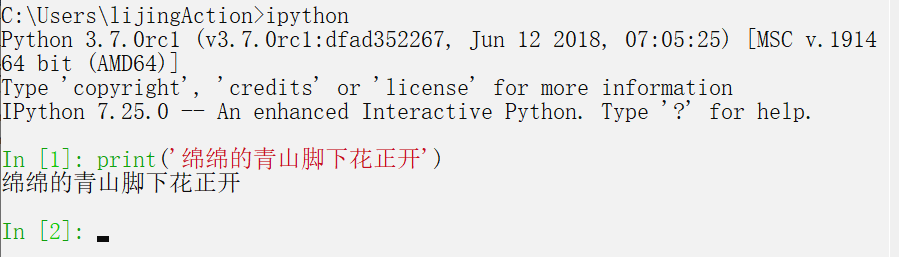 C:\Users\lijingAction>ipython
Python 3.7.0rc1 (v3.7.0rc1:dfad352267, Jun 12 2018, 07:05:25) [MSC v.1914
64 bit (AMD64)]
Type 'copyright', 'credits' or 'license' for more information
IPython 7.25.0 -- An enhanced Interactive Python. Type '?' for help.
In [1]: print('绵绵的青山脚下花正开')
绵绵的青山脚下花正开
In [2]: